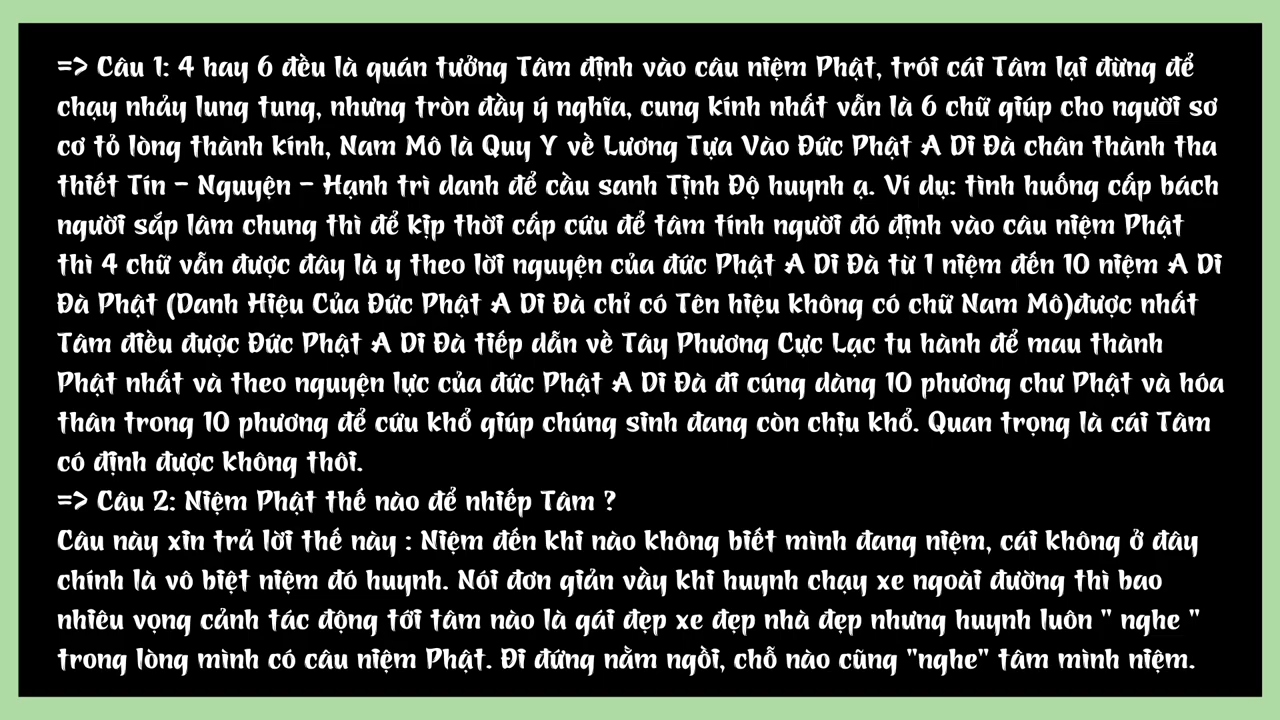 => Câu 1: 4 hay 6 đều là quán tưởng Tâm định vào câu niệm Phật, trói cái Tâm lại đừng để
chạy nhảy lung tung, nhưng tròn đầy ý nghĩa, cung kính nhất vẫn là 6 chữ giúp cho người sơ
cơ tỏ lòng thành kính, Nam Mô là Quy Y về Lương Tựa Vào Đức Phật A Di Đà chân thành tha
thiết Tín - Nguyện - Hạnh trì danh để cầu sanh Tịnh Độ huynh ạ. Ví dụ: tình huống cấp bách
người sắp lâm chung thì để kịp thời cấp cứu để tâm tính người đó định vào câu niệm Phật
thì 4 chữ vẫn được đây là y theo lời nguyện của đức Phật A Di Đà từ 1 niệm đến 10 niệm A Di
Đà Phật (Danh Hiệu Của Đức Phật A Di Đà chỉ có Tên hiệu không có chữ Nam Mô)được nhất
Tâm điều được Đức Phật A Di Đà tiếp dẫn về Tây Phương Cực Lạc tu hành để mau thành
Phật nhất và theo nguyện lực của đức Phật A Di Đà đi cúng dàng 10 phương chư Phật và hóa
thân trong 10 phương để cứu khổ giúp chúng sinh đang còn chịu khổ. Quan trọng là cái Tâm
có định được không thôi.
=> Câu 2: Niệm Phật thế nào để nhiếp Tâm ?
Câu này xin trả lời thế này : Niệm đến khi nào không biết mình đang niệm, cái không ở đây
chính là vô biệt niệm đó huynh. Nói đơn giản vầy khi huynh chạy xe ngoài đường thì bao
nhiêu vọng cảnh tác động tới tâm nào là gái đẹp xe đẹp nhà đẹp nhưng huynh luôn " nghe "
trong lòng mình có câu niệm Phật. Đi đứng nằm ngồi, chỗ nào cũng "nghe" tâm mình niệm.